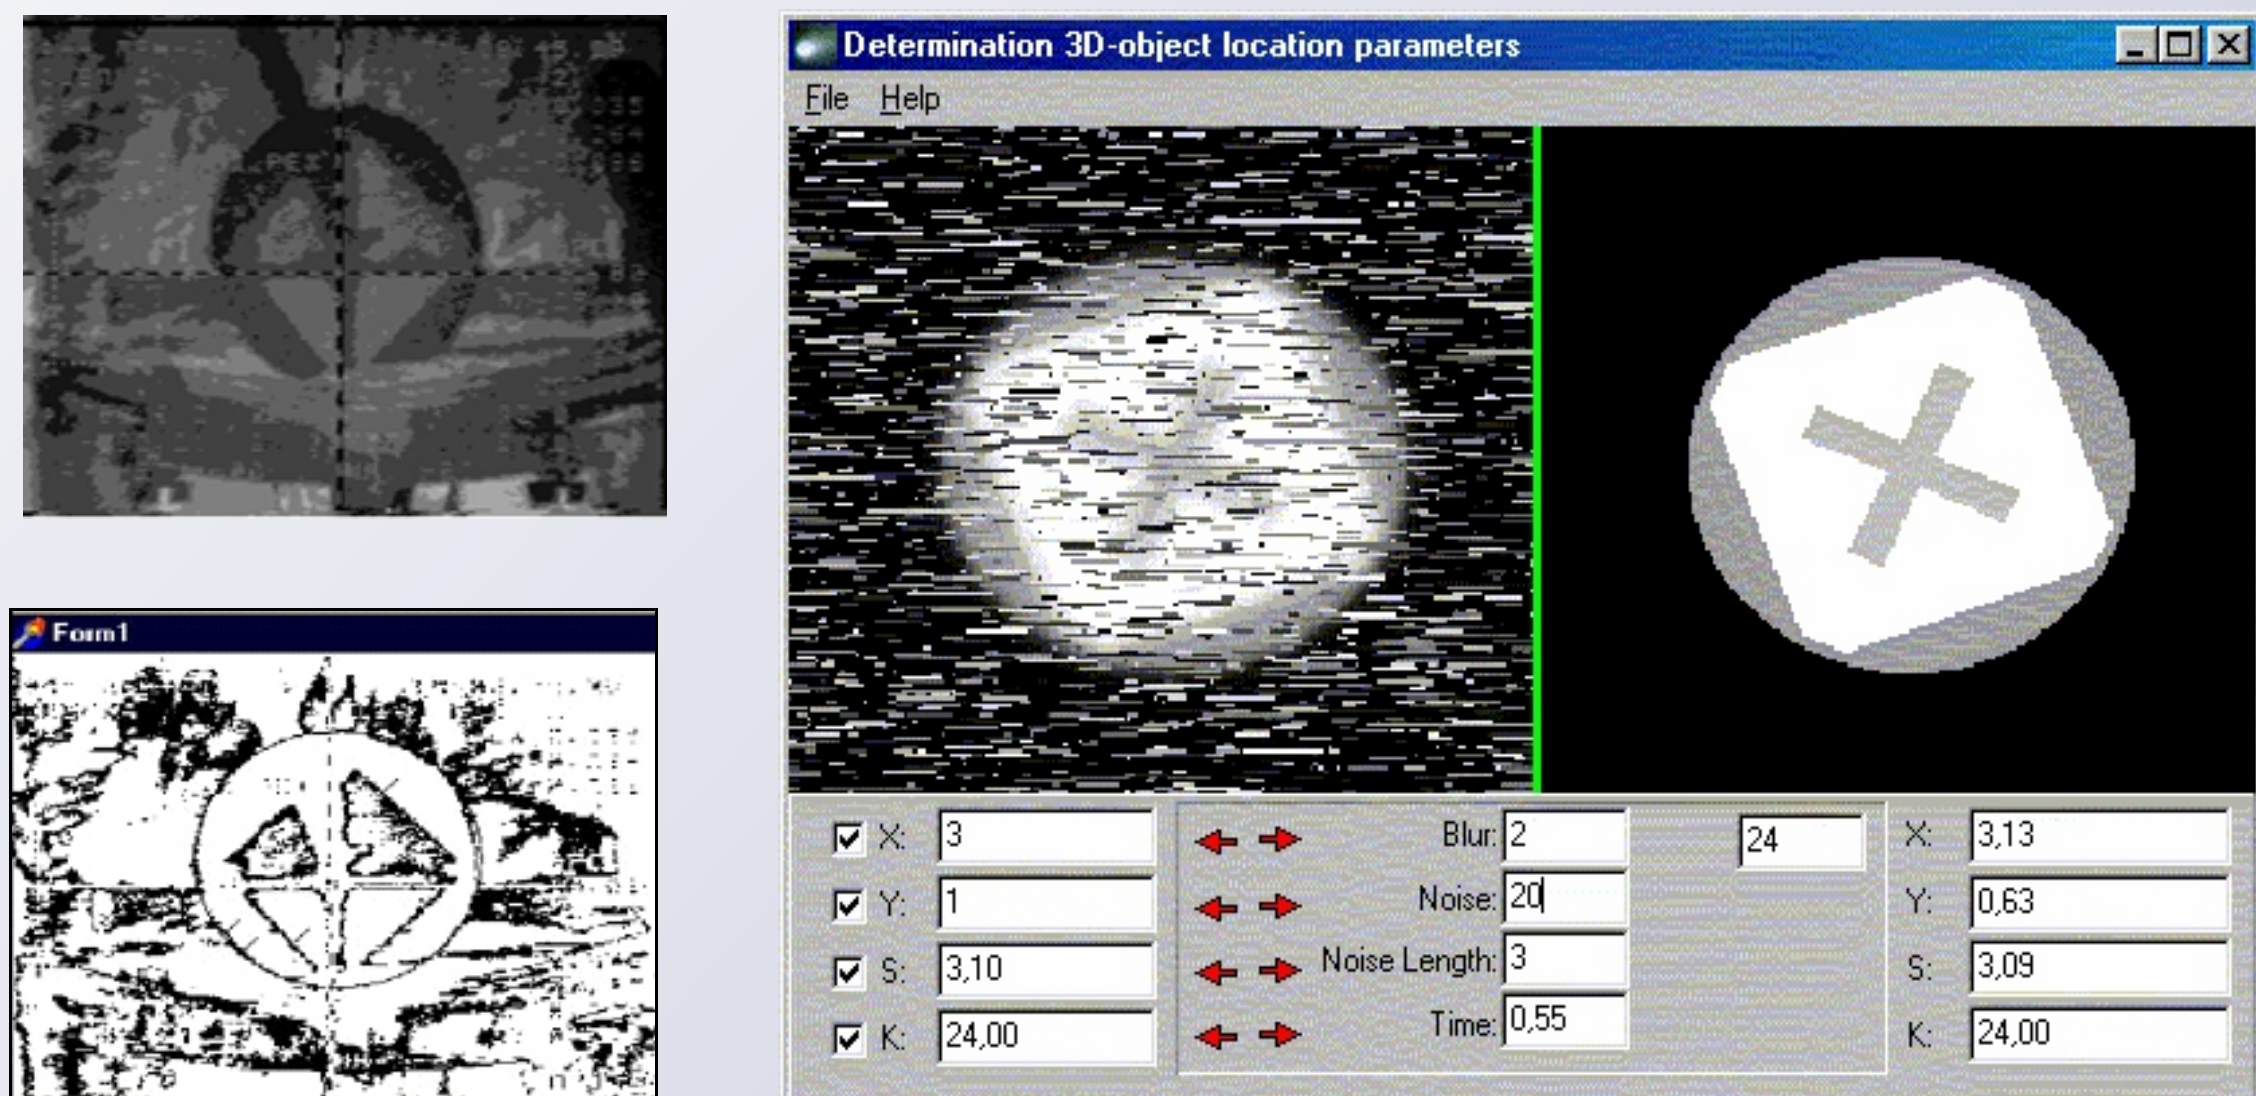 Form1
Determination 3D-object location parameters
File Help
X: 3
Y: 1
S: 3,10
K: 24,00
Blur: 2
24
Noise: 20
Noise Length: 3
Time: 0,55
X: 3,13
Y: 0,63
S: 3,09
K: 24,00